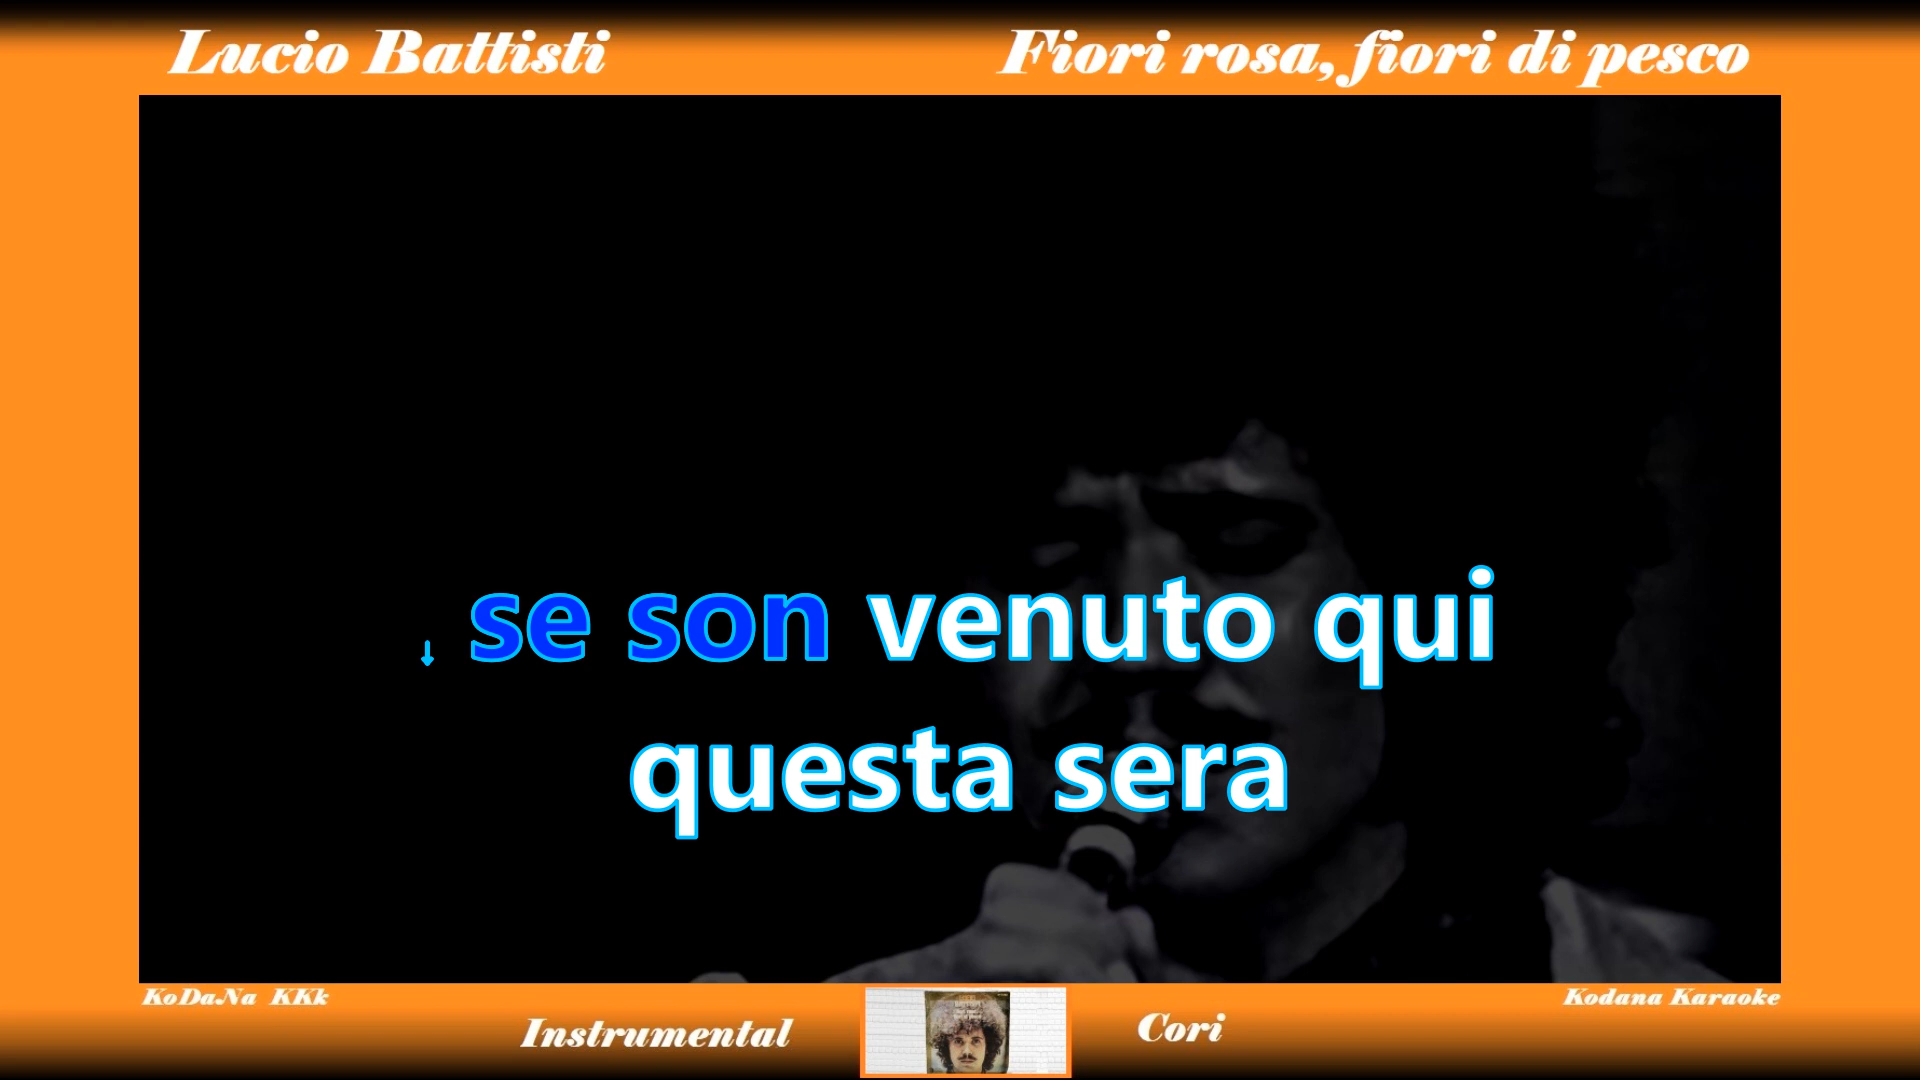 Lucio Battisti
Fiori rosa, fiori di pesco
se son venuto qui
questa sera
KoDaNa KKk
Kodana Karaoke
Instrumental
Cori